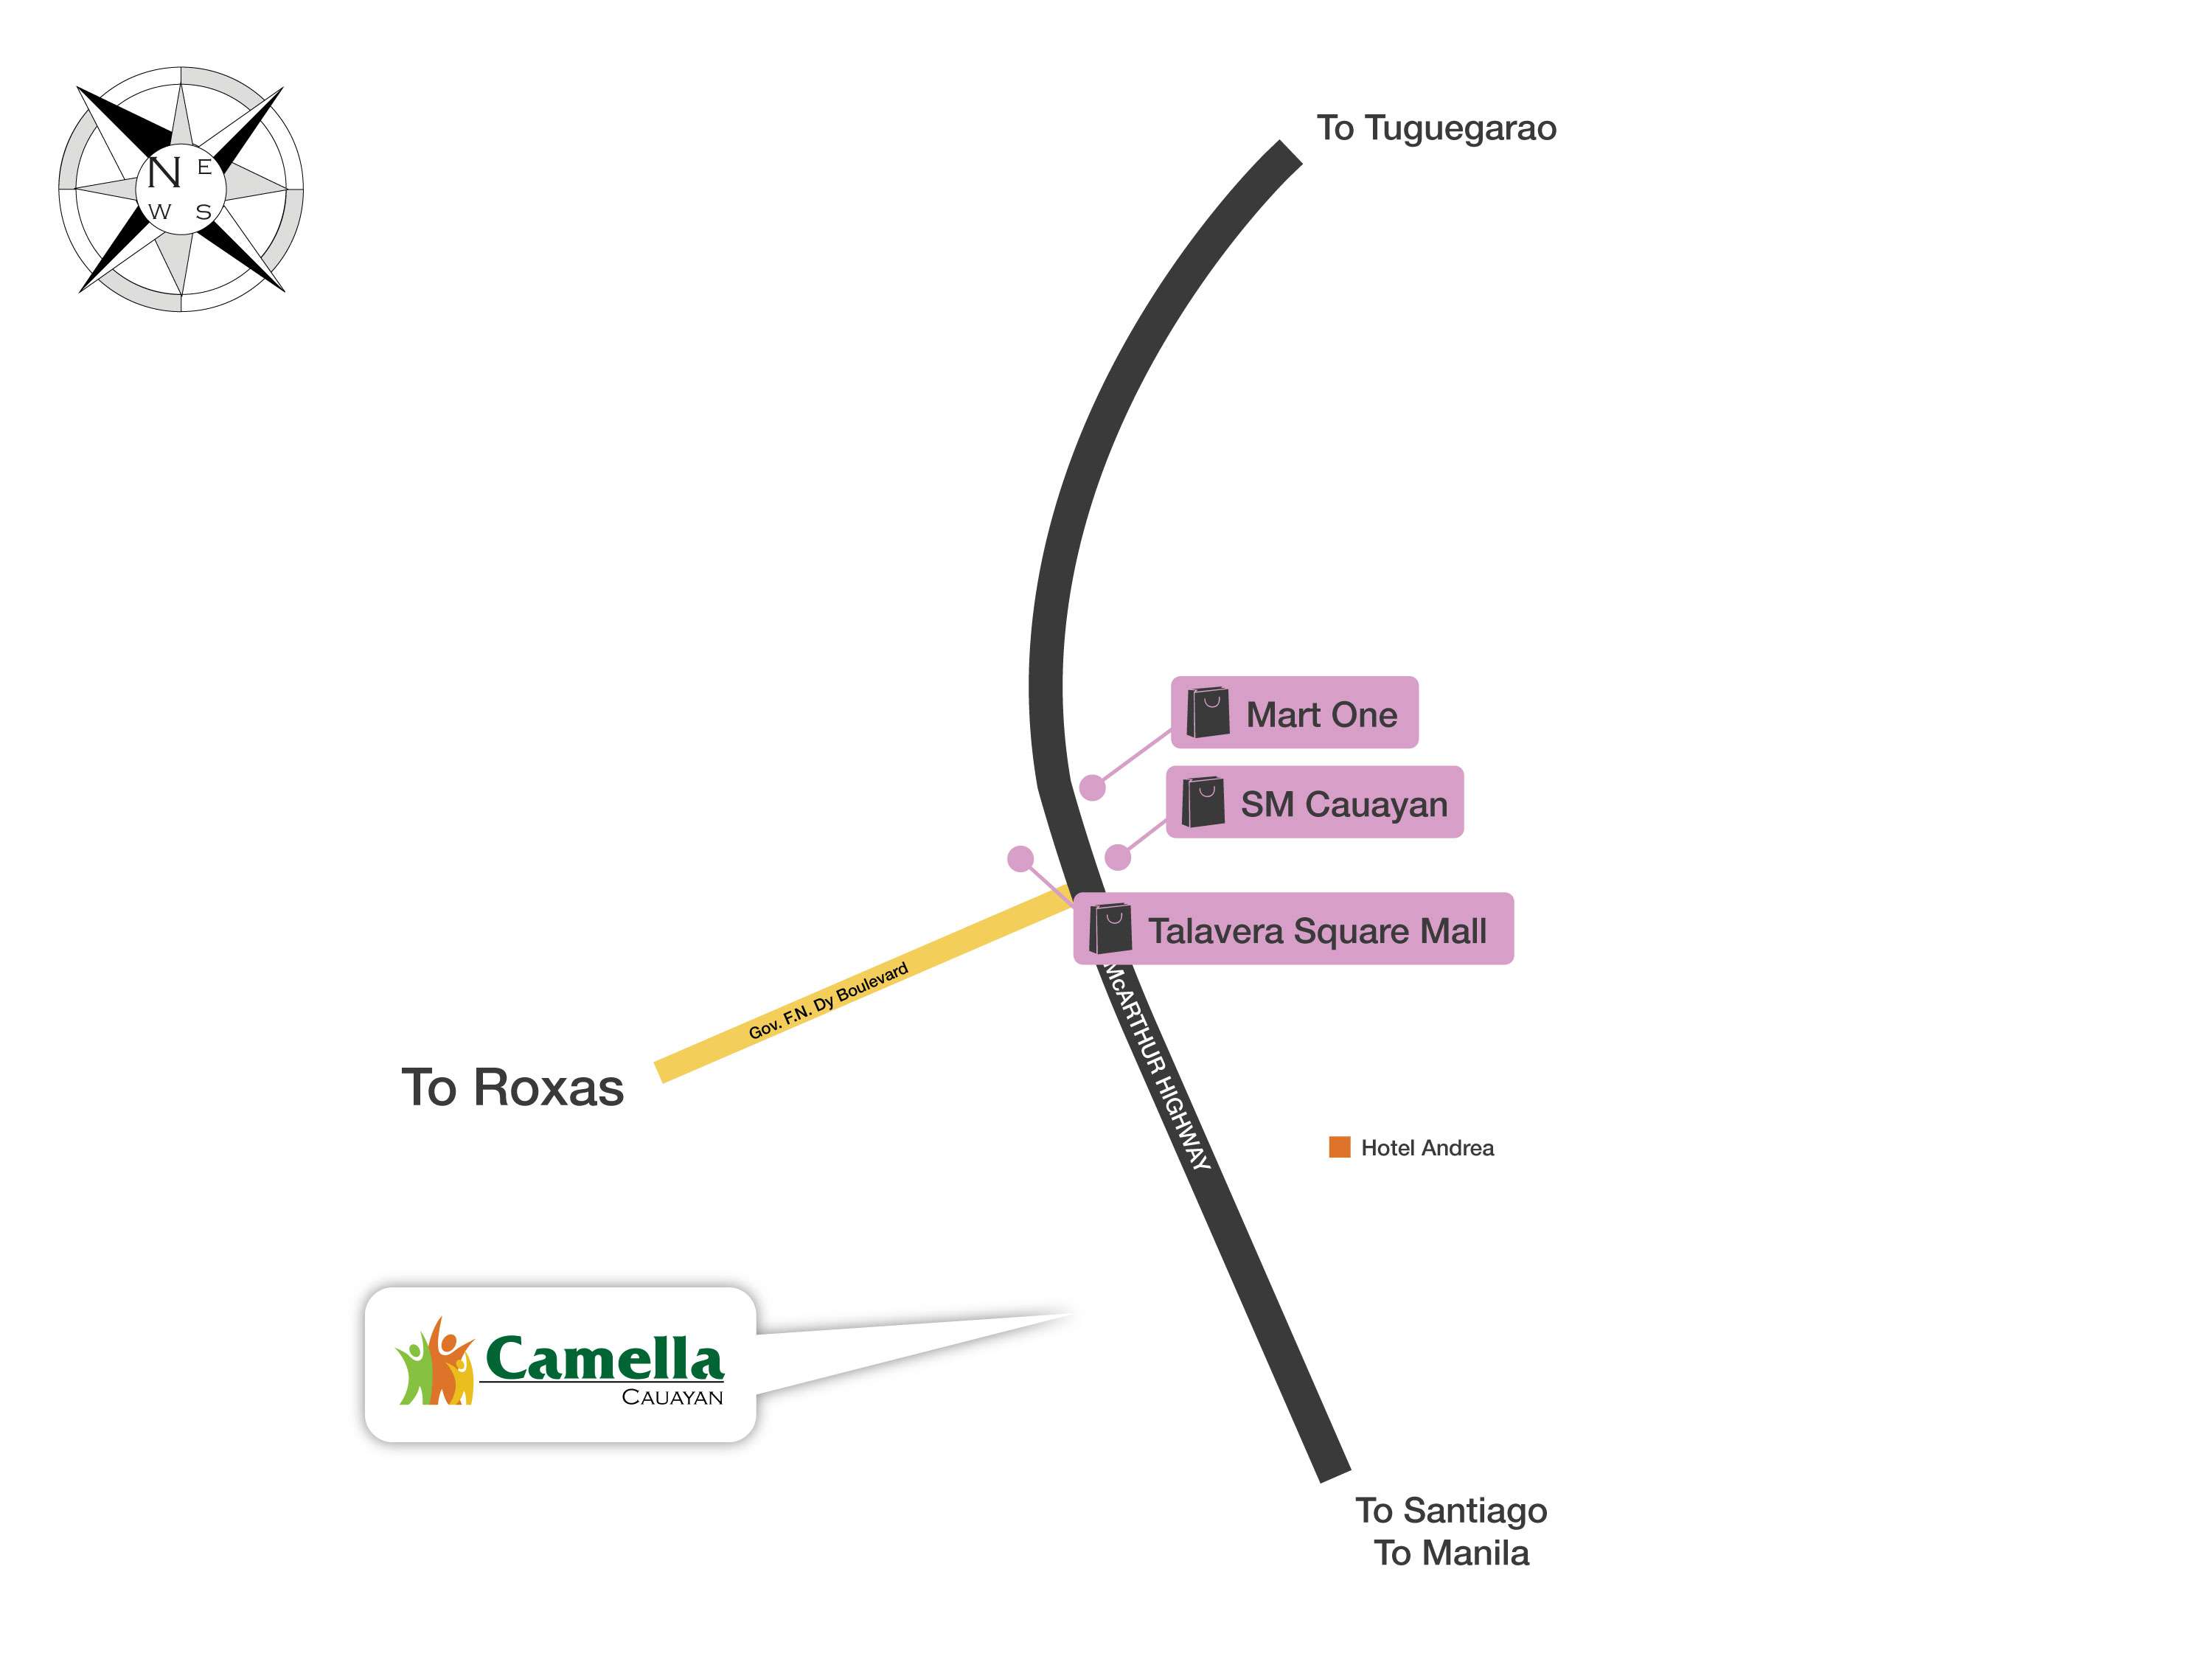 To Tuguegarao
N E
W S
Mart One
SM Cauayan
Talavera Square Mall
Gov. F.N. Dy Boulevard
McARTHUR HIGHWAY
To Roxas
Hotel Andrea
Camella
CAUAYAN
To Santiago
To Manila